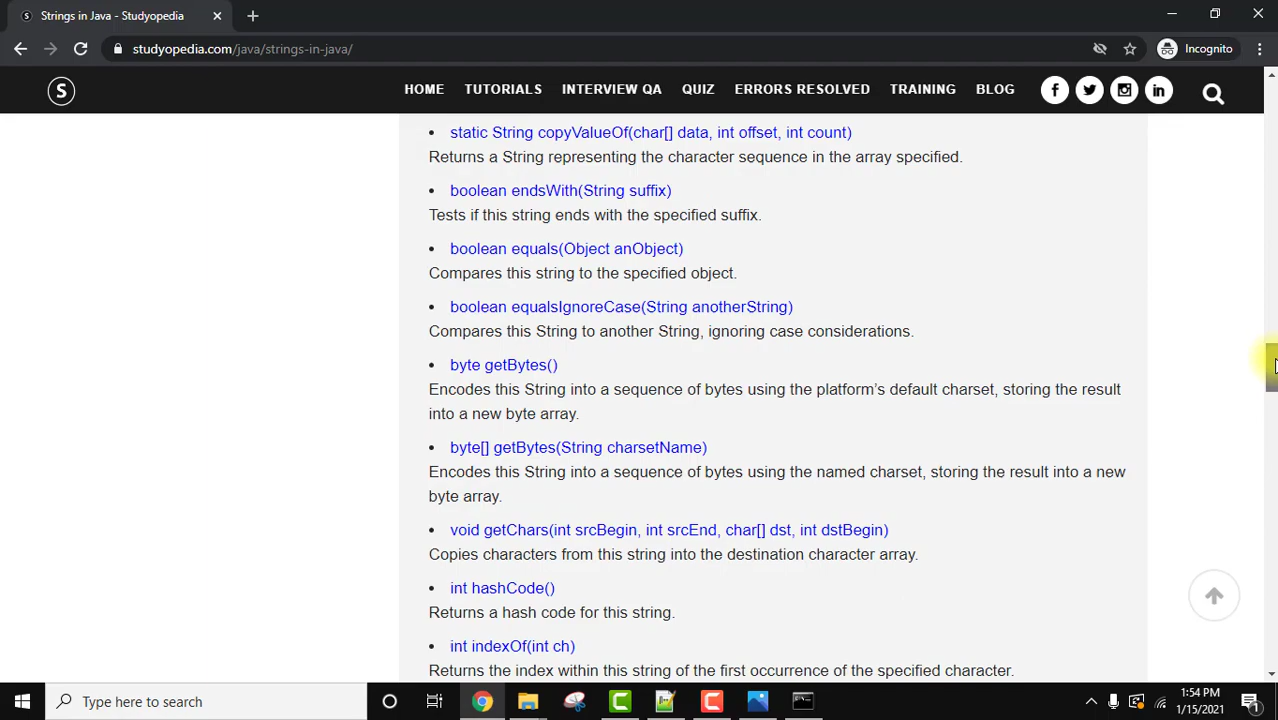 Strings in Java - Studyopedia
studyopedia.com/java/strings-in-java/
Incognito
S
HOME TUTORIALS INTERVIEW QA QUIZ ERRORS RESOLVED TRAINING BLOG
static String copyValueOf(char[] data, int offset, int count)
Returns a String representing the character sequence in the array specified.
boolean endsWith(String suffix)
Tests if this string ends with the specified suffix.
boolean equals(Object anObject)
Compares this string to the specified object.
boolean equalsIgnoreCase(String anotherString)
Compares this String to another String, ignoring case considerations.
byte getBytes()
Encodes this String into a sequence of bytes using the platform’s default charset, storing the result
into a new byte array.
byte[] getBytes(String charsetName)
Encodes this String into a sequence of bytes using the named charset, storing the result into a new
byte array.
void getChars(int srcBegin, int srcEnd, char[] dst, int dstBegin)
Copies characters from this string into the destination character array.
int hashCode()
Returns a hash code for this string.
int indexOf(int ch)
Returns the index within this string of the first occurrence of the specified character.
Type here to search
1:54 PM
1/15/2021